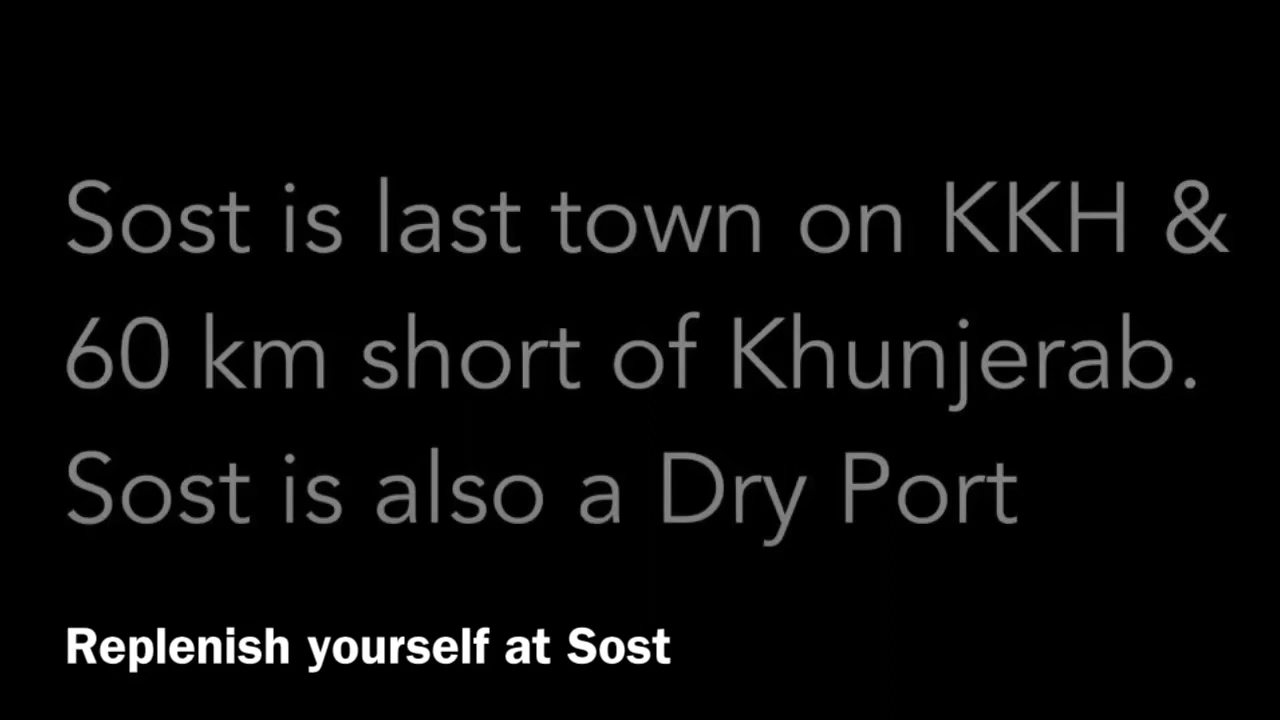 Sost is last town on KKH &
60 km short of Khunjerab.
Sost is also a Dry Port
Replenish yourself at Sost